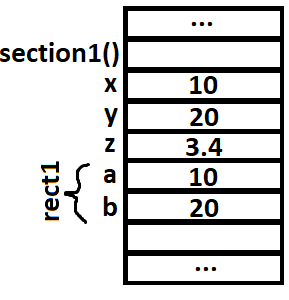 ...
section1()
x 10
y 20
z 3.4
rect1
a 10
b 20
...